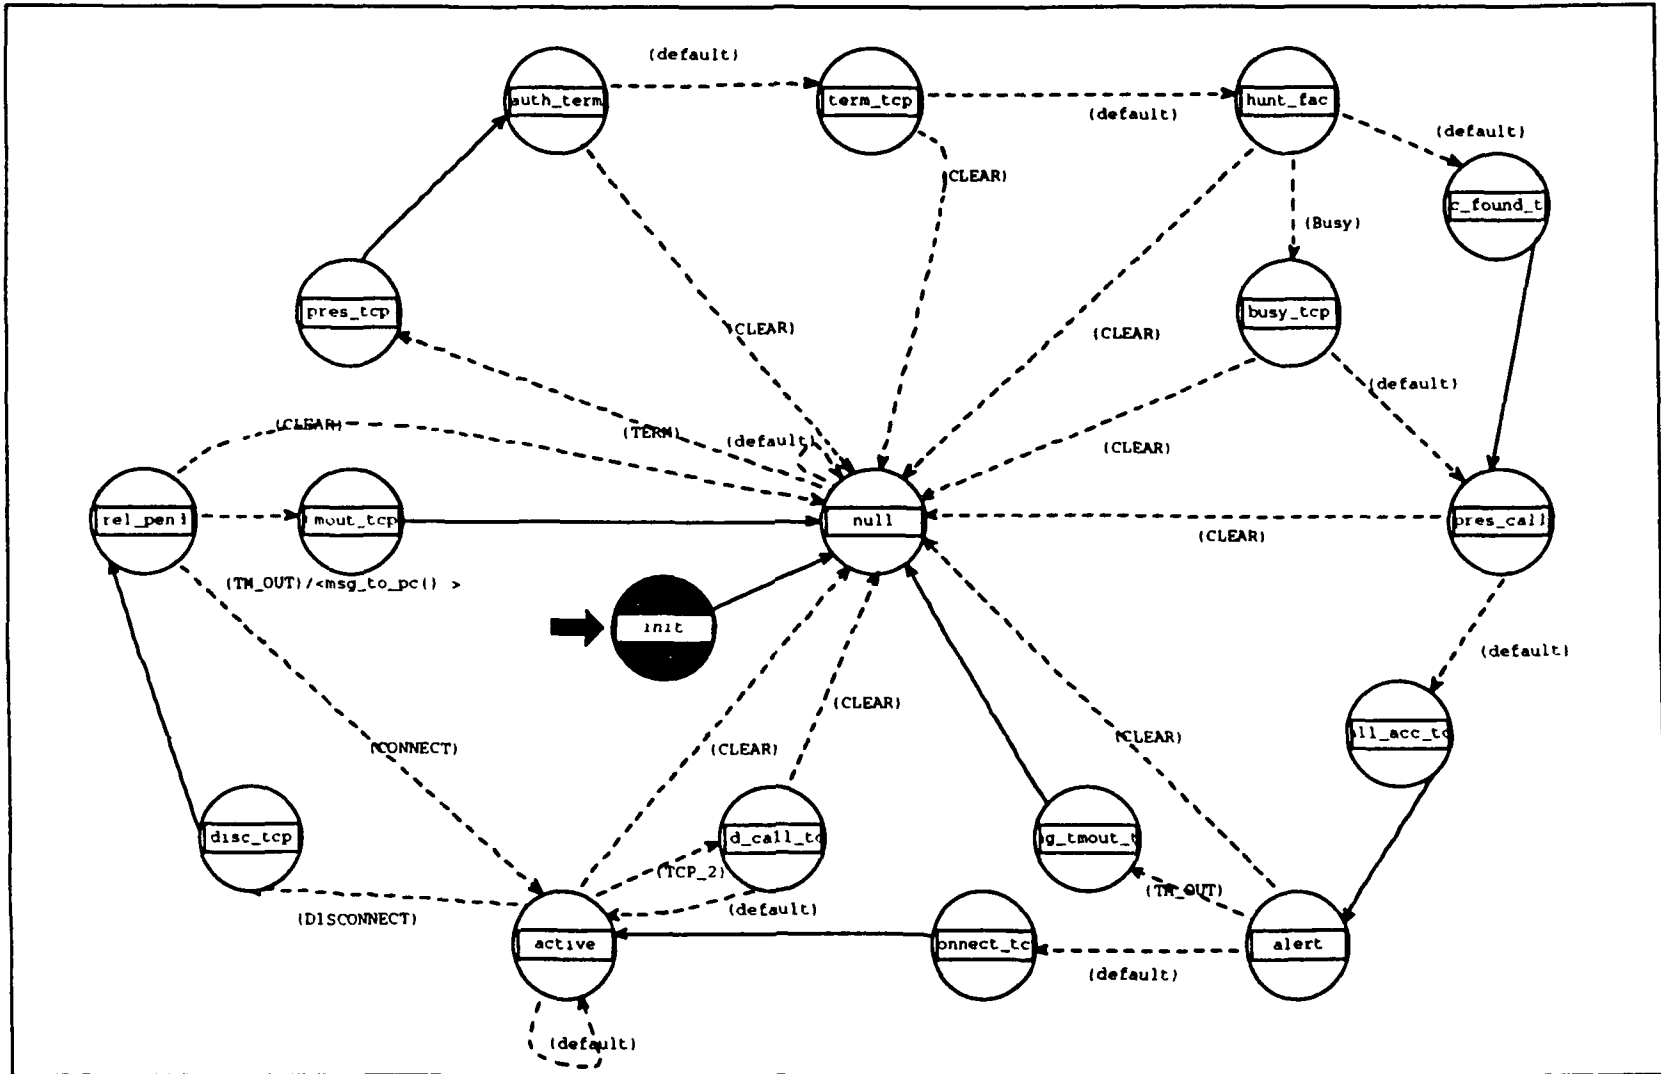 (default)
auth_term
term_tcp
hunt_fac
(default)
(default)
(CLEAR)
c_found_t
(Busy)
pres_tcp
busy_tcp
(CLEAR)
(CLEAR)
(default)
(CLEAR)
(TERM)
(default)
(CLEAR)
rel_pend
mout_tcp
null
pres_call
(CLEAR)
(TM_OUT)/<msg_to_pc() >
init
(default)
(CLEAR)
ll_acc_tc
(CONNECT)
(CLEAR)
(CLEAR)
disc_tcp
d_call_tc
g_tmout_t
(TCP_2)
(TM_OUT)
(default)
(DISCONNECT)
active
onnect_tc
alert
(default)
(default)